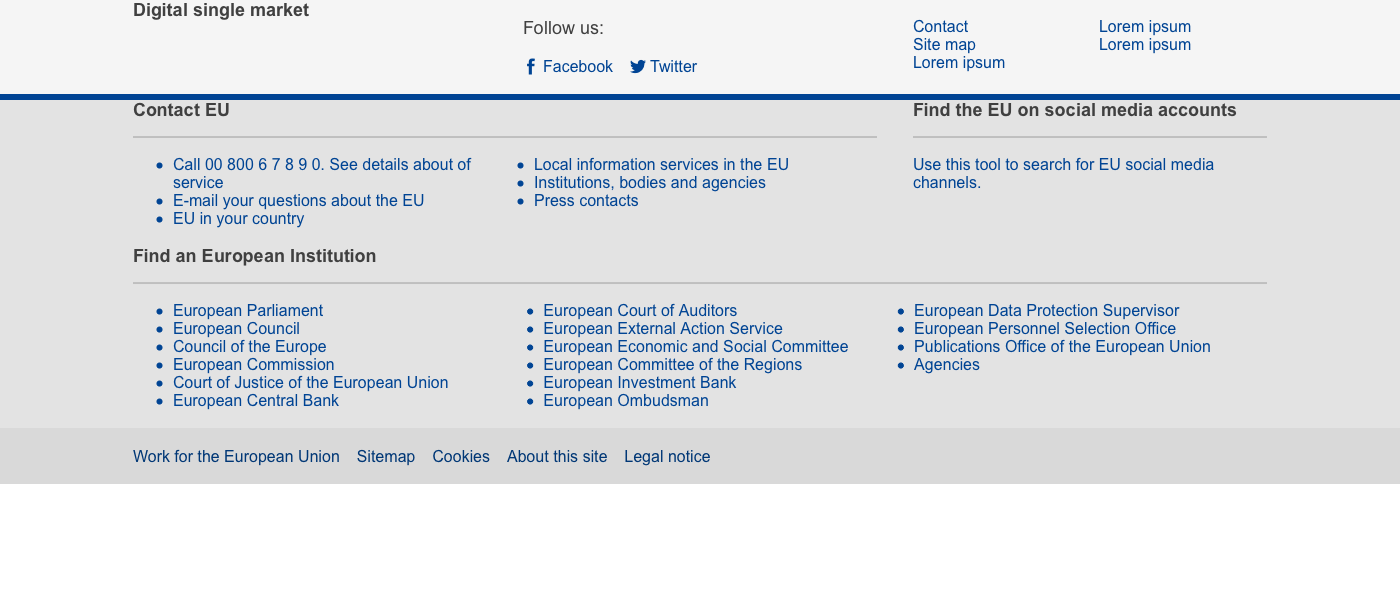 Digital single market
Follow us:
Facebook Twitter
Contact
Site map
Lorem ipsum
Lorem ipsum
Lorem ipsum
Contact EU
Call 00 800 6 7 8 9 0. See details about of
service
E-mail your questions about the EU
EU in your country
Local information services in the EU
Institutions, bodies and agencies
Press contacts
Find the EU on social media accounts
Use this tool to search for EU social media
channels.
Find an European Institution
European Parliament
European Council
Council of the Europe
European Commission
Court of Justice of the European Union
European Central Bank
European Court of Auditors
European External Action Service
European Economic and Social Committee
European Committee of the Regions
European Investment Bank
European Ombudsman
European Data Protection Supervisor
European Personnel Selection Office
Publications Office of the European Union
Agencies
Work for the European Union Sitemap Cookies About this site Legal notice